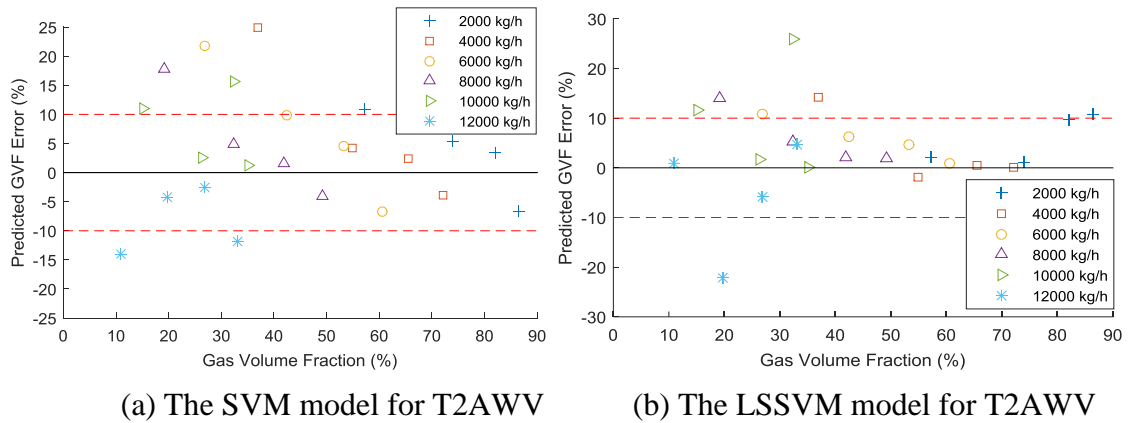 25
20
15
10
5
0
-5
-10
-15
-20
-25
0 10 20 30 40 50 60 70 80 90
Predicted GVF Error (%)
Gas Volume Fraction (%)
2000 kg/h
4000 kg/h
6000 kg/h
8000 kg/h
10000 kg/h
12000 kg/h
(a) The SVM model for T2AWV
30
20
10
0
-10
-20
-30
0 10 20 30 40 50 60 70 80 90
Predicted GVF Error (%)
Gas Volume Fraction (%)
2000 kg/h
4000 kg/h
6000 kg/h
8000 kg/h
10000 kg/h
12000 kg/h
(b) The LSSVM model for T2AWV